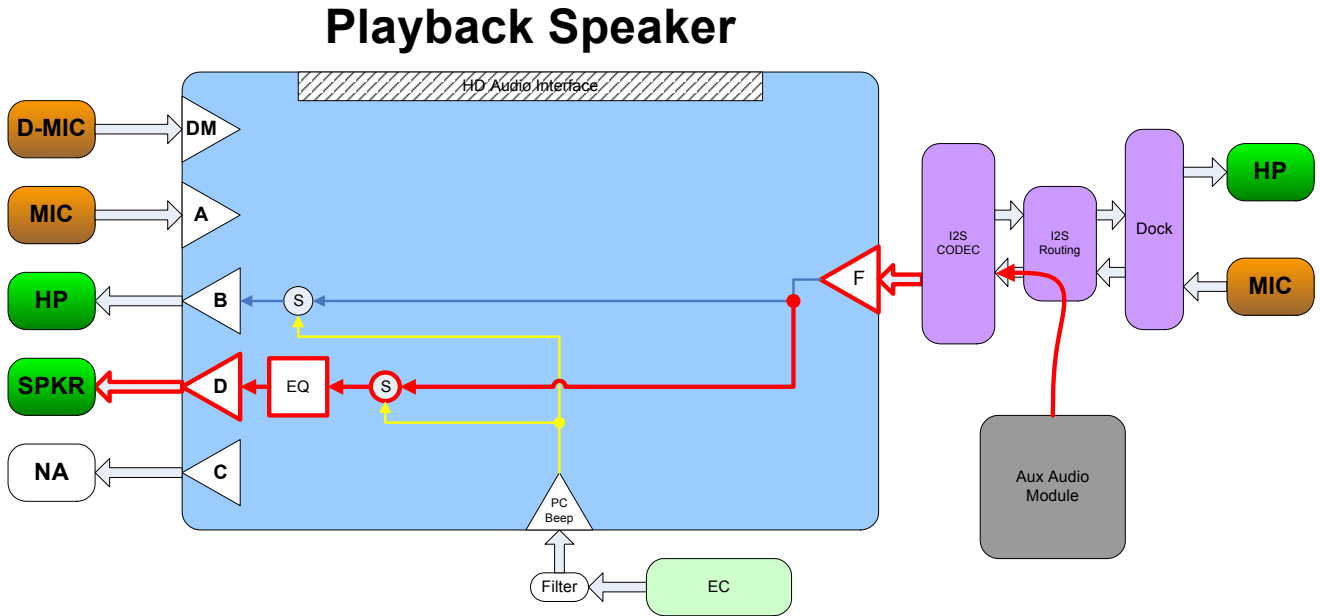 Playback Speaker
HD Audio Interface
D-MIC
DM
MIC
A
HP
B
S
F
I2S
CODEC
I2S
Routing
Dock
HP
MIC
SPKR
D
EQ
S
NA
C
PC
Beep
Aux Audio
Module
Filter
EC